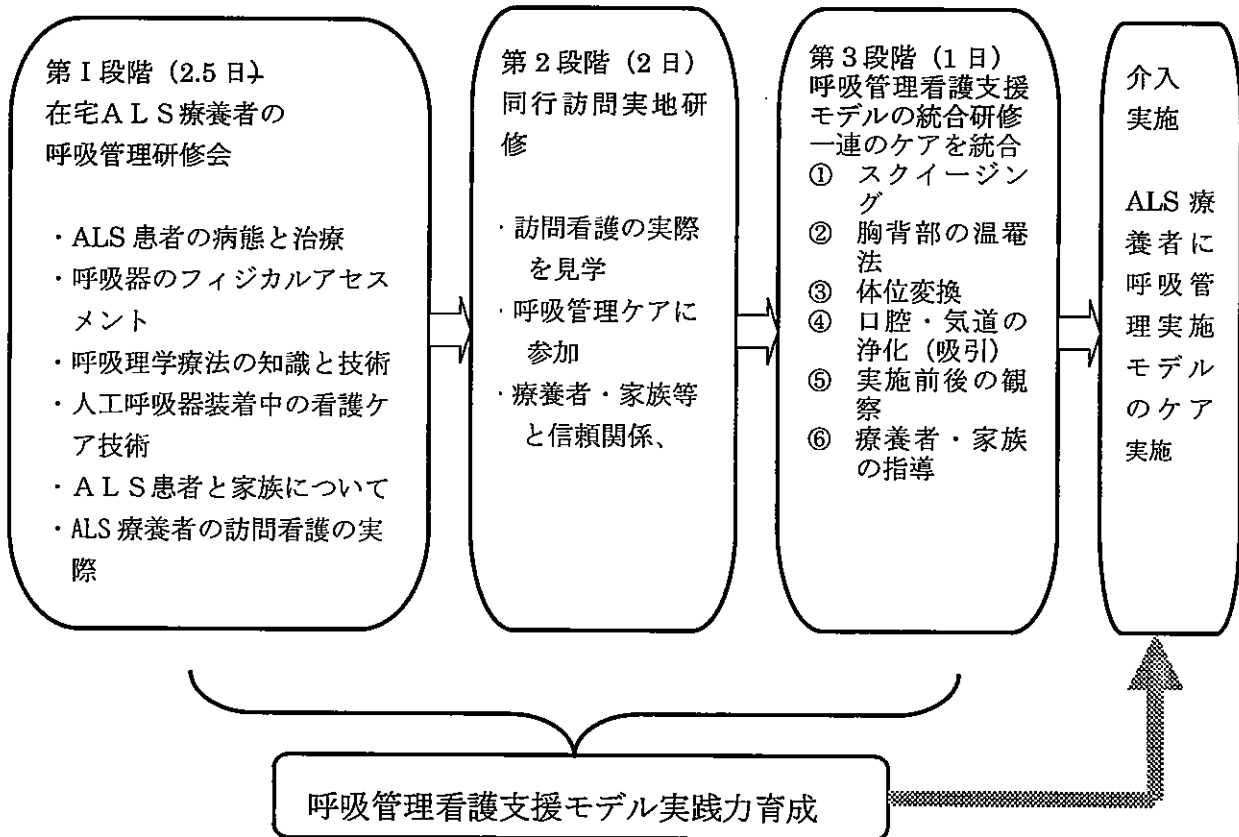 第Ⅰ段階（2.5日）
在宅ＡＬＳ療養者の
呼吸管理研修会
・ALS患者の病態と治療
・呼吸器のフィジカルアセス
メント
・呼吸理学療法の知識と技術
・人工呼吸器装着中の看護ケ
ア技術
・ＡＬＳ患者と家族について
・ALS療養者の訪問看護の実
際
第２段階（2日）
同行訪問実地研
修
・訪問看護の実際
を見学
・呼吸管理ケアに
参加
・療養者・家族等
と信頼関係、
第３段階（1日）
呼吸管理看護支援
モデルの統合研修
一連のケアを統合
① スクイージン
グ
② 胸背部の温罨
法
③ 体位変換
④ 口腔・気道の
浄化（吸引）
⑤ 実施前後の観
察
⑥ 療養者・家族
の指導
介入
実施
ALS療
養者に
呼吸管
理実施
モデル
のケア
実施
呼吸管理看護支援モデル実践力育成